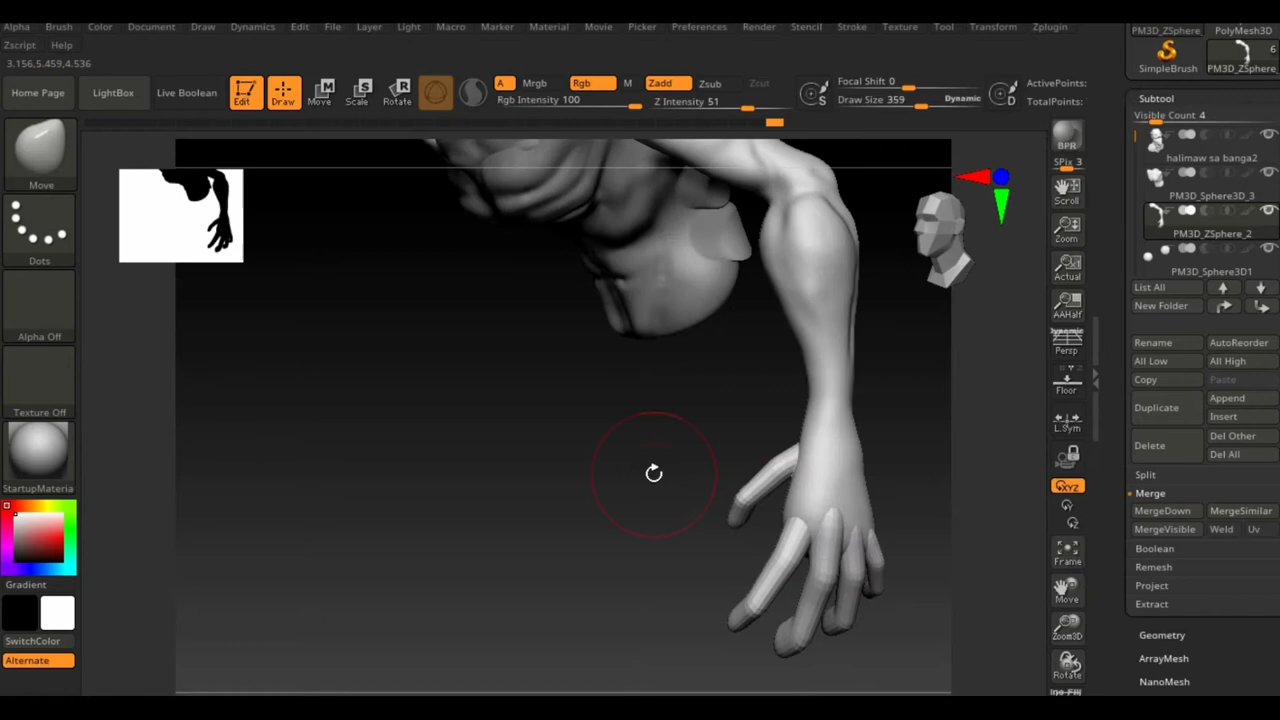 Alpha Brush Color Document Draw Dynamics Edit File Layer Light Macro Marker Material Movie Picker Preferences Render Stencil Stroke Texture Tool Transform Zplugin
Zscript Help
3.156,5.459,4.536
Home Page
LightBox
Live Boolean
Edit
Draw
Move
Scale
Rotate
A
Mrgb
Rgb
M
Zadd
Zsub
Zcut
Rgb Intensity 100
Z Intensity 51
S
Focal Shift 0
Draw Size 359
Dynamic
D
ActivePoints:
TotalPoints:
Move
Dots
Alpha Off
Texture Off
StartupMateria
Gradient
SwitchColor
Alternate
BPR
SPix 3
Scroll
Zoom
Actual
AAHalf
Dynamic
Persp
Floor
L.Sym
XYZ
Frame
Move
Zoom3D
Rotate
PM3D_ZSphere_
PolyMesh3D
SimpleBrush
6
PM3D_ZSphere_
Subtool
Visible Count 4
halimaw sa banga2
PM3D_Sphere3D_3
PM3D_ZSphere_2
PM3D_Sphere3D1
List All
New Folder
Rename
AutoReorder
All Low
All High
Copy
Paste
Duplicate
Append
Insert
Delete
Del Other
Del All
Split
Merge
MergeDown
MergeSimilar
MergeVisible
Weld
Uv
Boolean
Remesh
Project
Extract
Geometry
ArrayMesh
NanoMesh